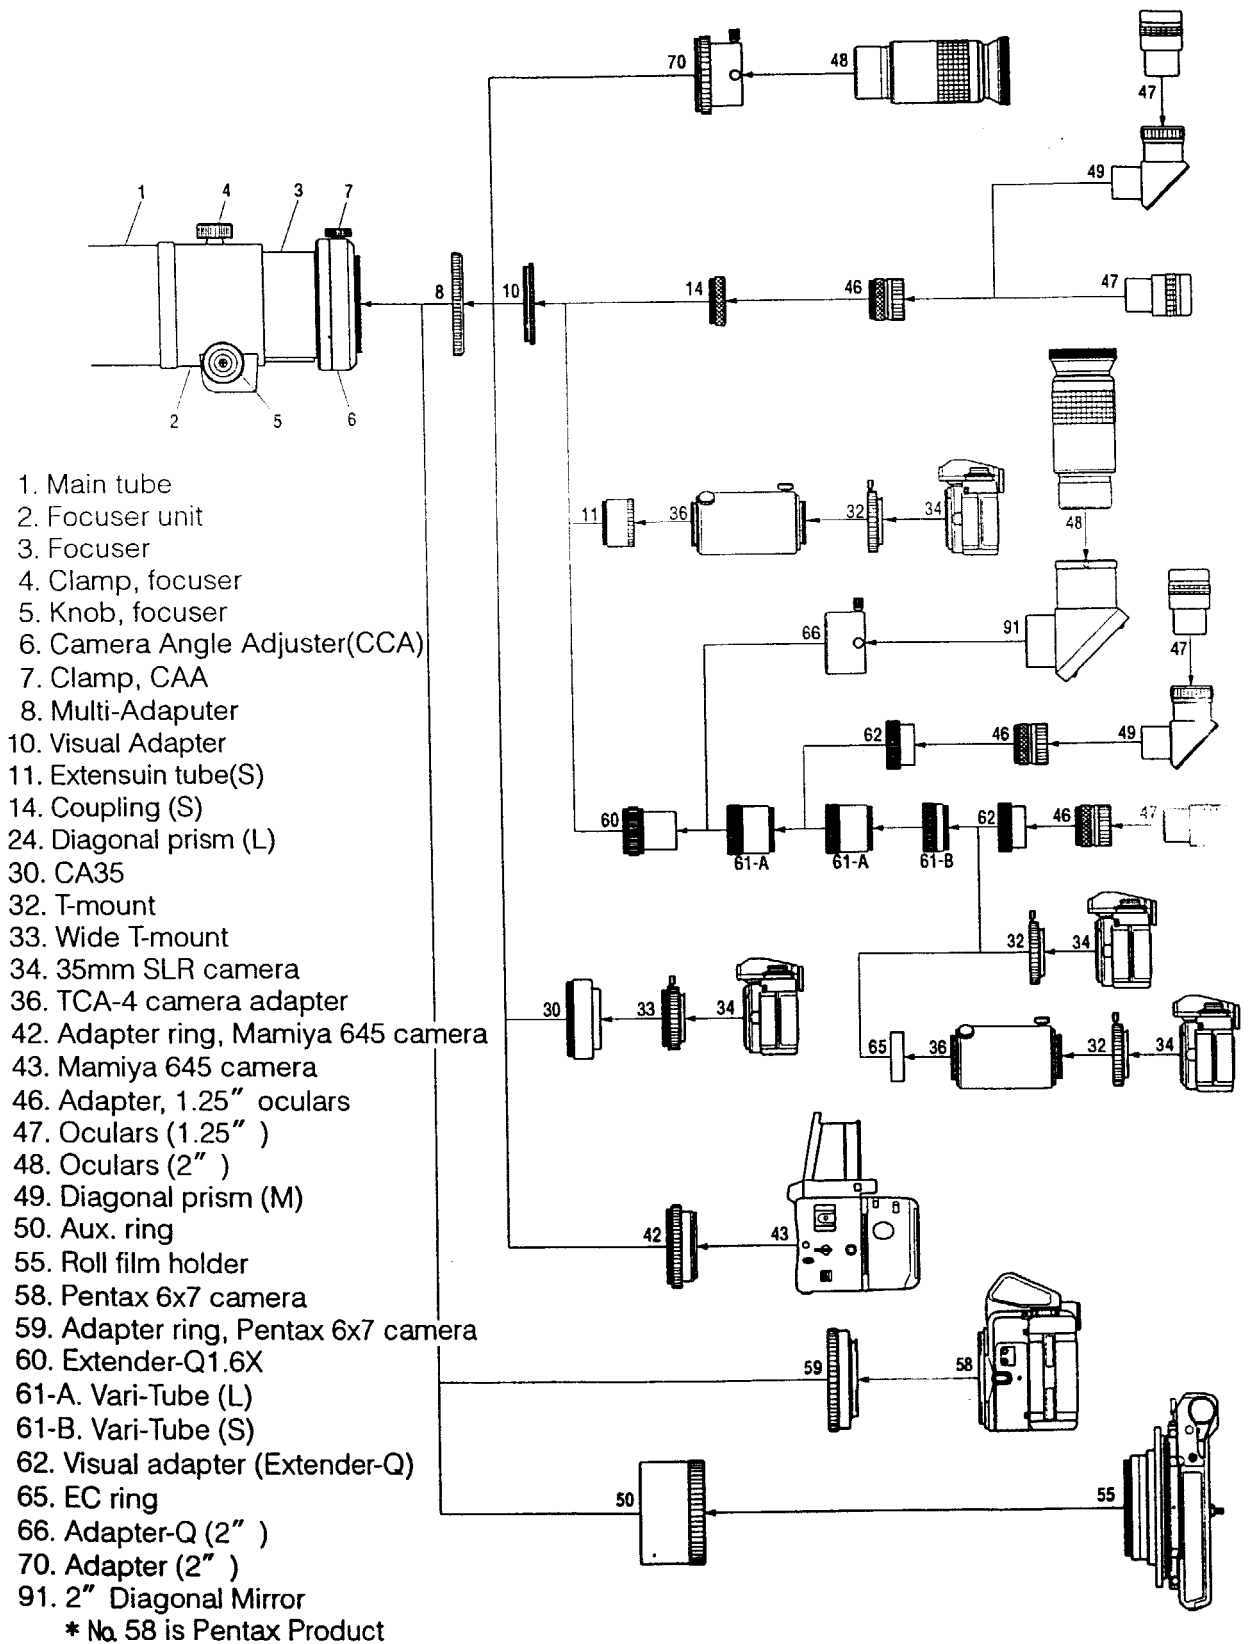 70
48
47
49
1
4
3
7
8
10
14
46
47
2
5
6
11
36
32
34
48
66
91
47
62
46
49
60
61-A
61-A
61-B
62
46
47
32
34
30
33
34
65
36
32
34
42
43
59
58
50
55
1. Main tube
2. Focuser unit
3. Focuser
4. Clamp, focuser
5. Knob, focuser
6. Camera Angle Adjuster(CCA)
7. Clamp, CAA
8. Multi-Adaputer
10. Visual Adapter
11. Extensuin tube(S)
14. Coupling (S)
24. Diagonal prism (L)
30. CA35
32. T-mount
33. Wide T-mount
34. 35mm SLR camera
36. TCA-4 camera adapter
42. Adapter ring, Mamiya 645 camera
43. Mamiya 645 camera
46. Adapter, 1.25″ oculars
47. Oculars (1.25″ )
48. Oculars (2″ )
49. Diagonal prism (M)
50. Aux. ring
55. Roll film holder
58. Pentax 6x7 camera
59. Adapter ring, Pentax 6x7 camera
60. Extender-Q1.6X
61-A. Vari-Tube (L)
61-B. Vari-Tube (S)
62. Visual adapter (Extender-Q)
65. EC ring
66. Adapter-Q (2″ )
70. Adapter (2″ )
91. 2″ Diagonal Mirror
* No. 58 is Pentax Product